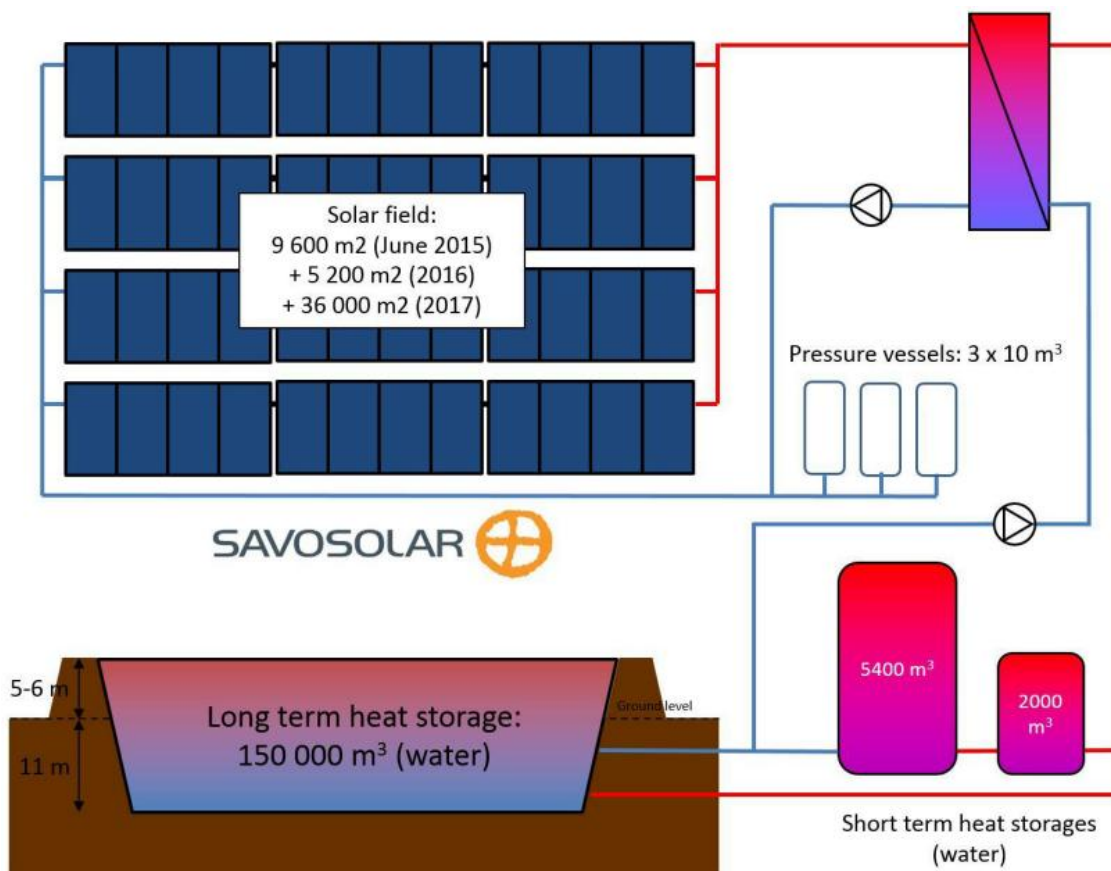 Solar field:
9 600 m2 (June 2015)
+ 5 200 m2 (2016)
+ 36 000 m2 (2017)
Pressure vessels: 3 x 10 m³
SAVOSOLAR
5-6 m
11 m
Ground level
Long term heat storage:
150 000 m³ (water)
5400 m³
2000
m³
Short term heat storages
(water)